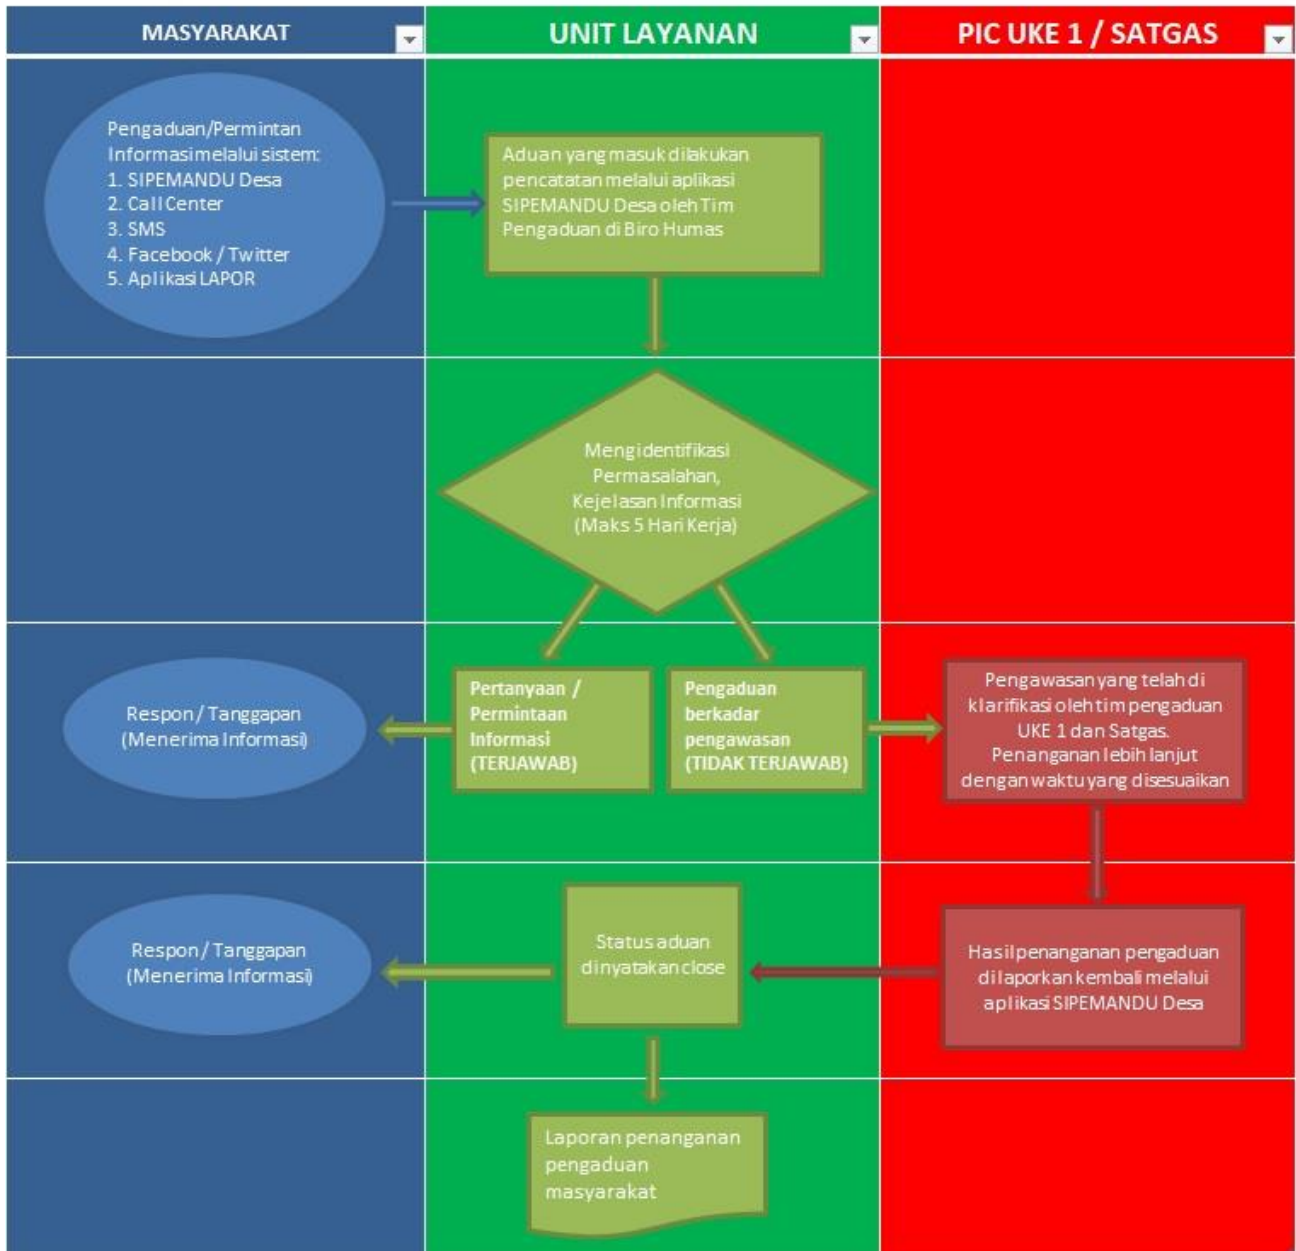 MASYARAKAT
UNIT LAYANAN
PIC UKE 1 / SATGAS
Pengaduan/Permintan
Informasi melalui sistem:
1. SIPEMANDU Desa
2. Call Center
3. SMS
4. Facebook / Twitter
5. Aplikasi LAPOR
Aduan yang masuk dilakukan
pencatatan melalui aplikasi
SIPEMANDU Desa oleh Tim
Pengaduan di Biro Humas
Mengidentifikasi
Permasalahan,
Kejelasan Informasi
(Maks 5 Hari Kerja)
Respon / Tanggapan
(Menerima Informasi)
Pertanyaan /
Permintaan
Informasi
(TERJAWAB)
Pengaduan
berkadar
pengawasan
(TIDAK TERJAWAB)
Pengawasan yang telah di
klarifikasi oleh tim pengaduan
UKE 1 dan Satgas.
Penanganan lebih lanjut
dengan waktu yang disesuaikan
Respon / Tanggapan
(Menerima Informasi)
Status aduan
dinyatakan close
Hasil penanganan pengaduan
di laporkan kembali melalui
aplikasi SIPEMANDU Desa
Laporan penanganan
pengaduan
masyarakat